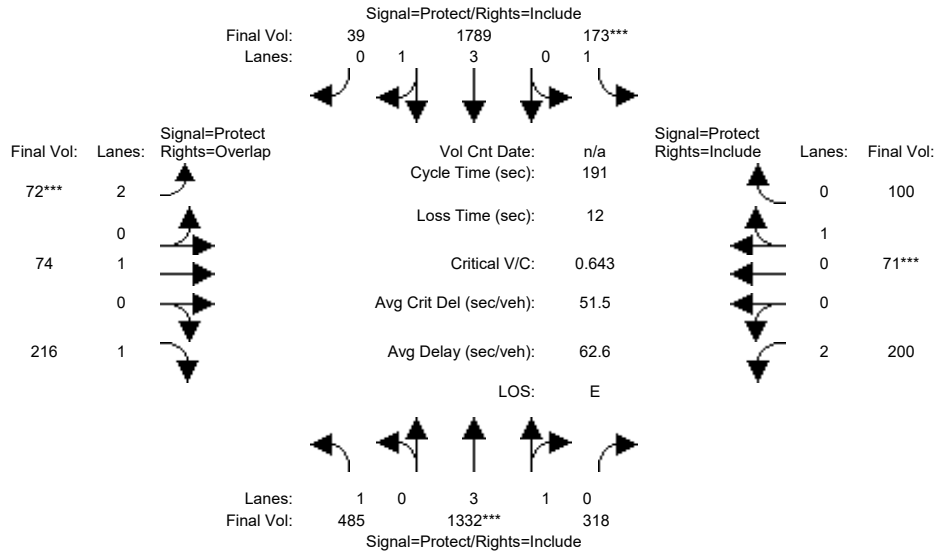 Signal=Protect/Rights=Include
Final Vol: 39 1789 173***
Lanes: 0 1 3 0 1
Signal=Protect
Final Vol: Lanes: Rights=Overlap
Vol Cnt Date: n/a
Signal=Protect
Rights=Include Lanes: Final Vol:
Cycle Time (sec): 191
72*** 2
0 100
Loss Time (sec): 12
0
1
74 1
Critical V/C: 0.643
0 71***
0
Avg Crit Del (sec/veh): 51.5
0
216 1
Avg Delay (sec/veh): 62.6
2 200
LOS: E
Lanes: 1 0 3 1 0
Final Vol: 485 1332*** 318
Signal=Protect/Rights=Include